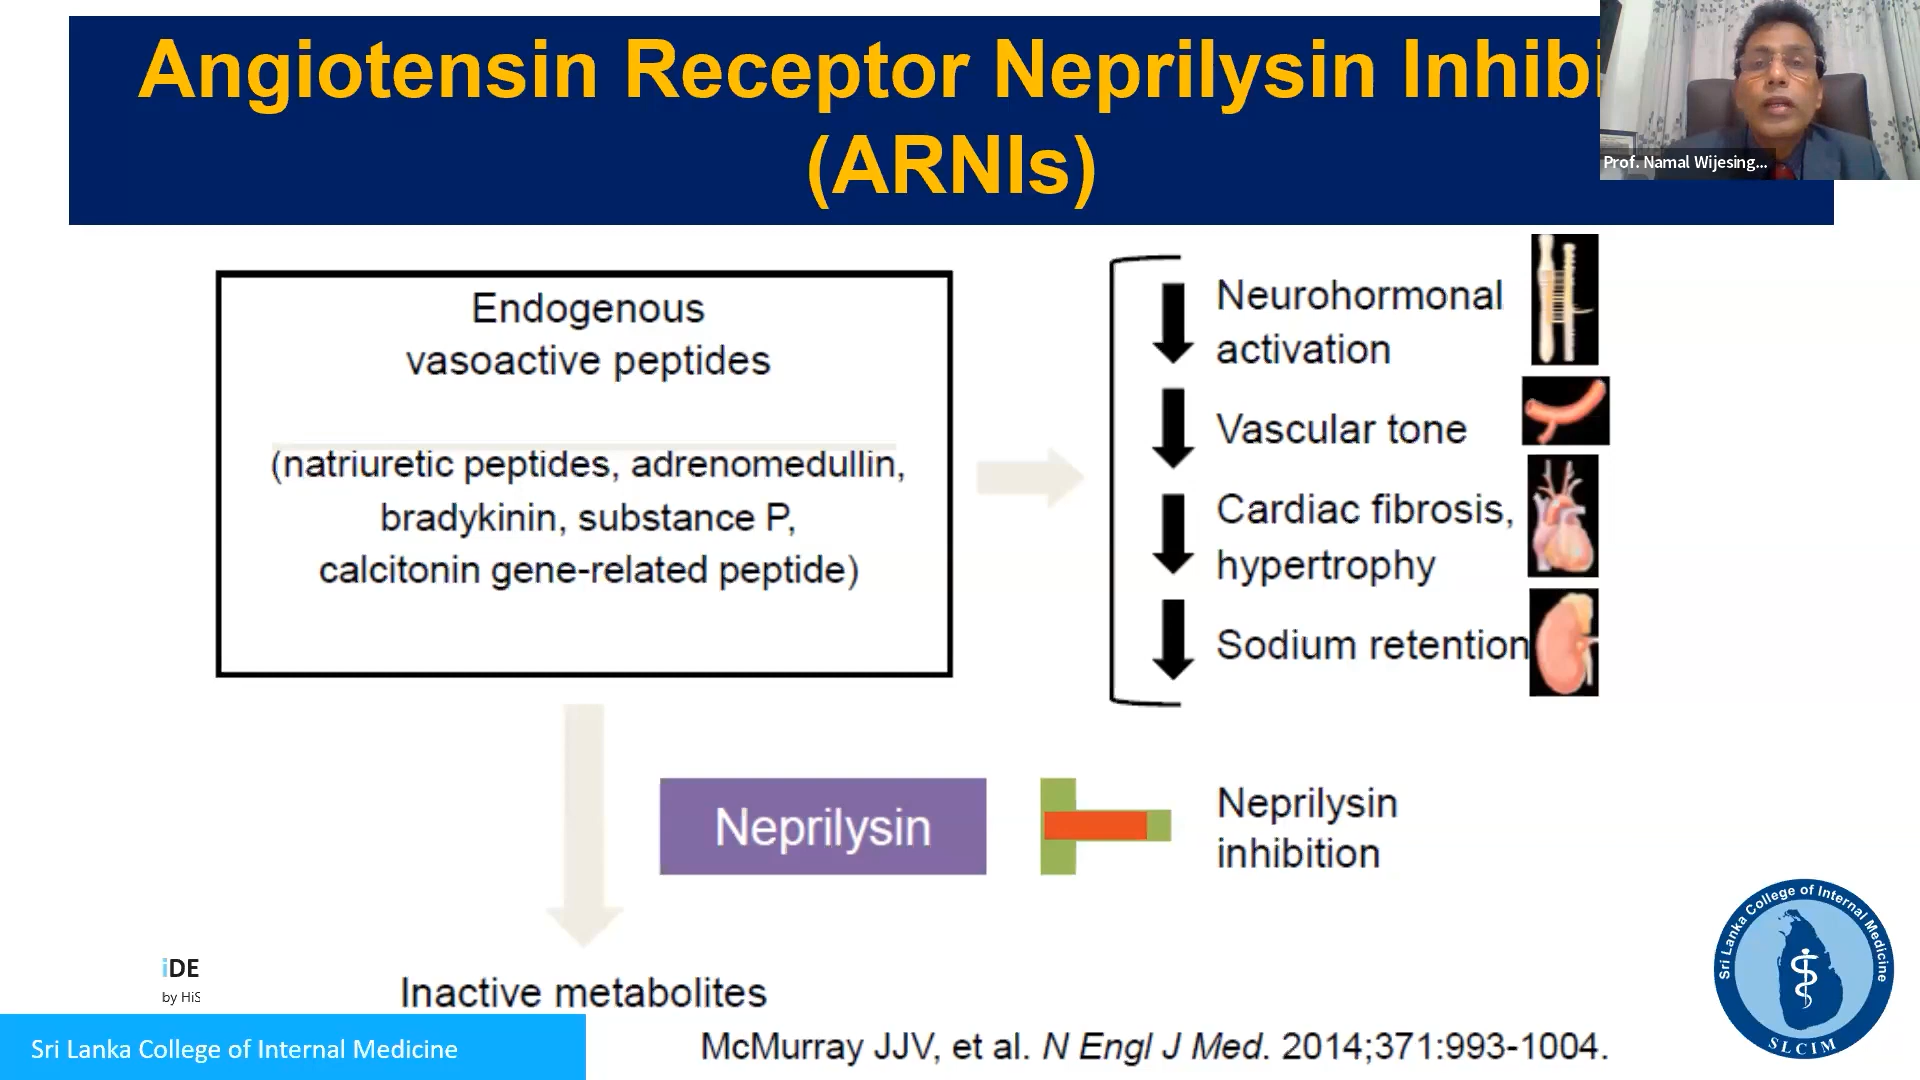 Angiotensin Receptor Neprilysin Inhibi
(ARNIs)
Prof. Namal Wijesing...
Endogenous
vasoactive peptides
(natriuretic peptides, adrenomedullin,
bradykinin, substance P,
calcitonin gene-related peptide)
Neurohormonal
activation
Vascular tone
Cardiac fibrosis,
hypertrophy
Sodium retention
Neprilysin
Neprilysin
inhibition
Inactive metabolites
iDE
by HiS
Sri Lanka College of Internal Medicine
McMurray JJV, et al. N Engl J Med. 2014;371:993-1004.
Sri Lanka College of Internal Medicine
SLCIM